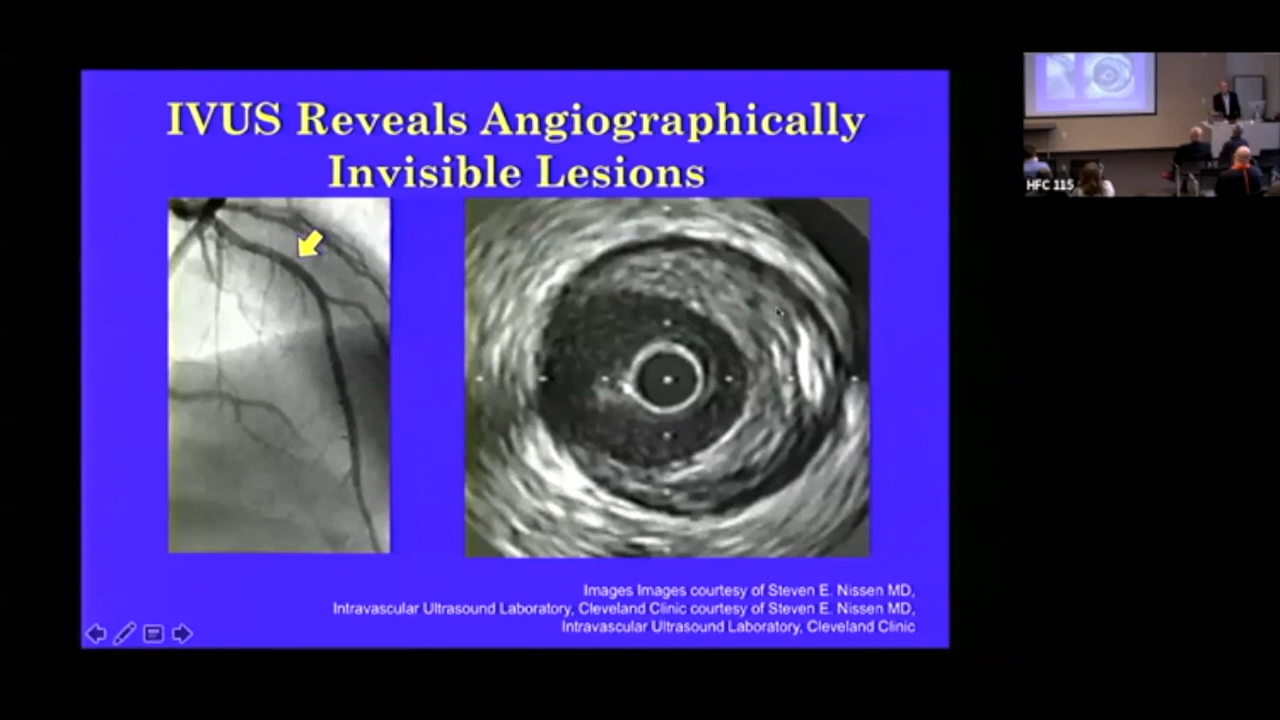 IVUS Reveals Angiographically
Invisible Lesions
Images Images courtesy of Steven E. Nissen MD,
Intravascular Ultrasound Laboratory, Cleveland Clinic courtesy of Steven E. Nissen MD,
Intravascular Ultrasound Laboratory, Cleveland Clinic
HFC 115